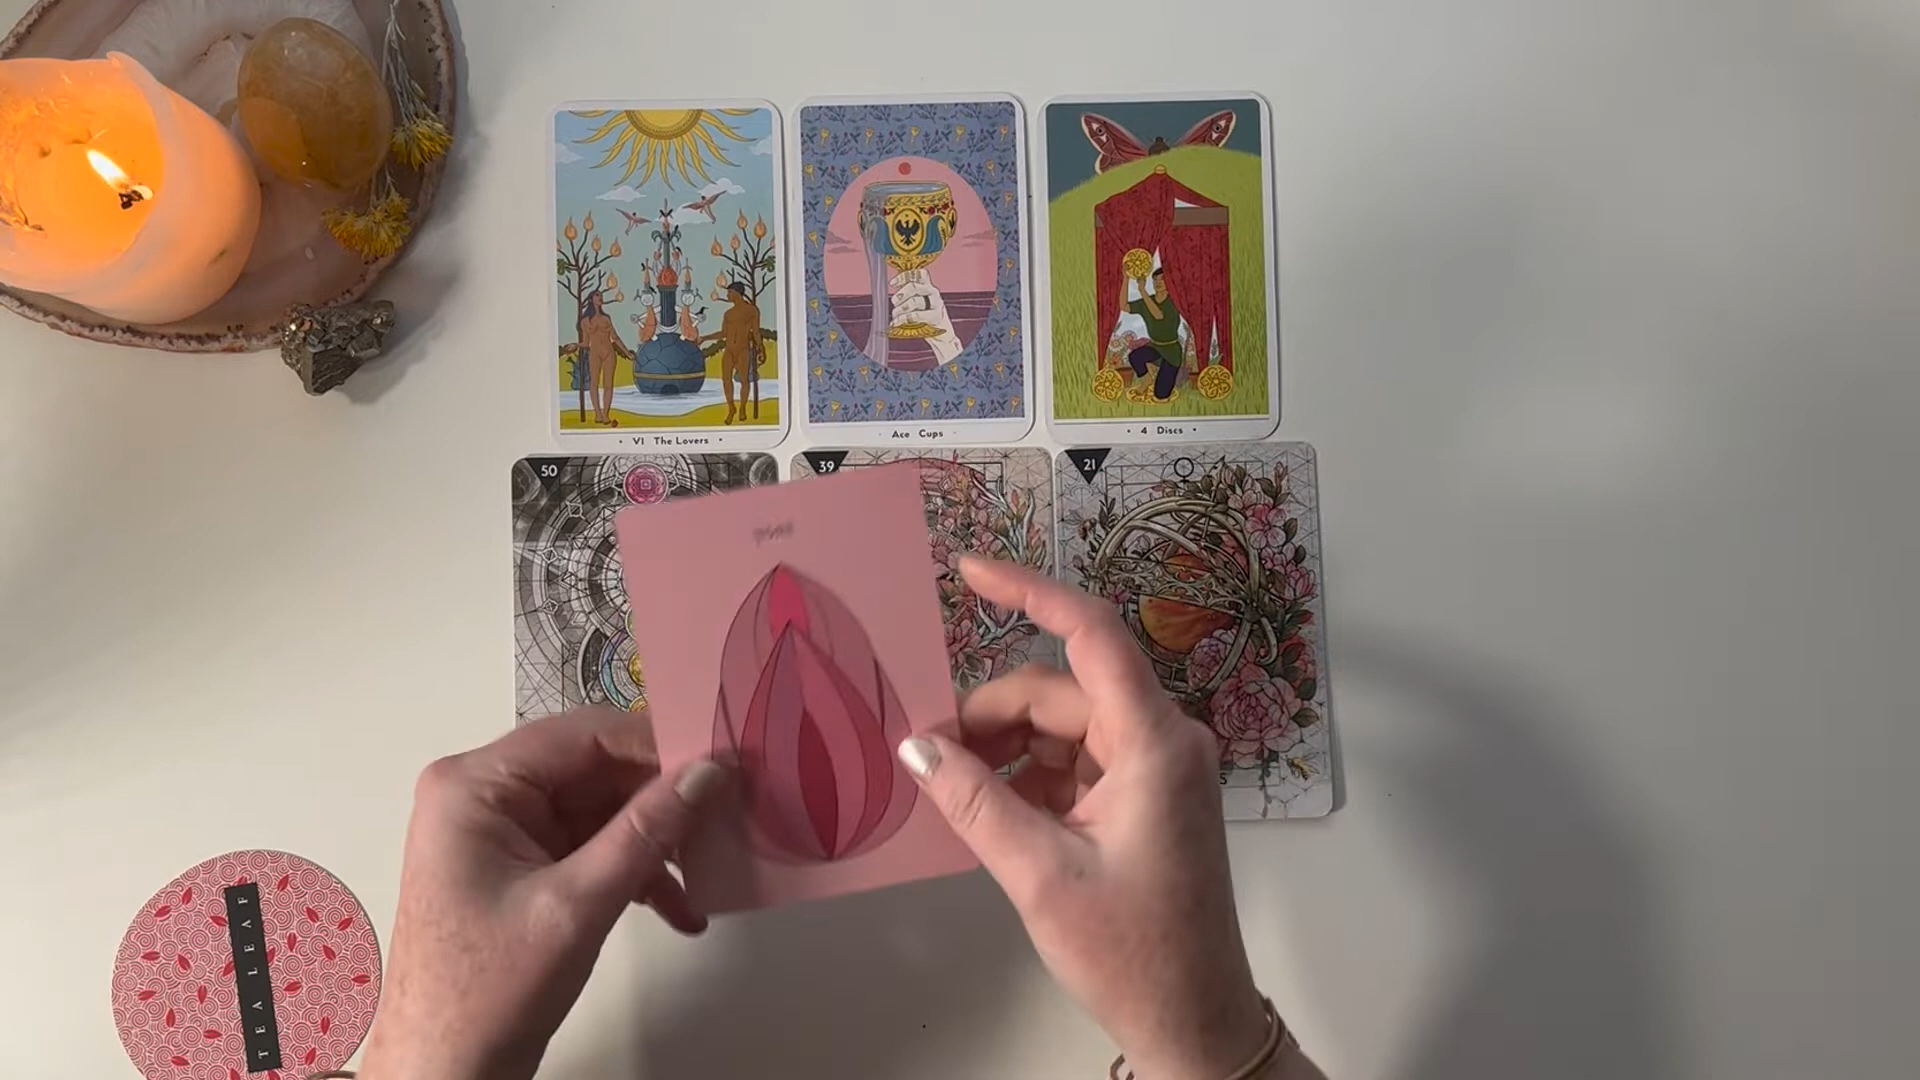 VI The Lovers
Ace Cups
4 Discs
50
39
21
S
TEA LEAF